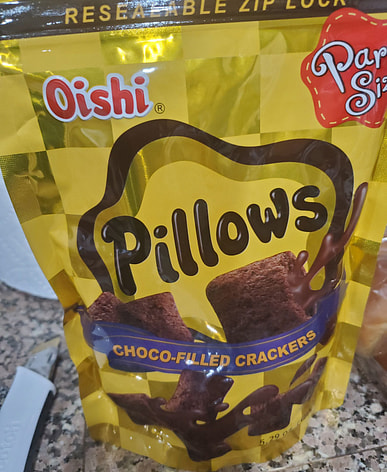 RESEALABLE ZIP LOCK
Oishi ®
Pillows
CHOCO-FILLED CRACKERS